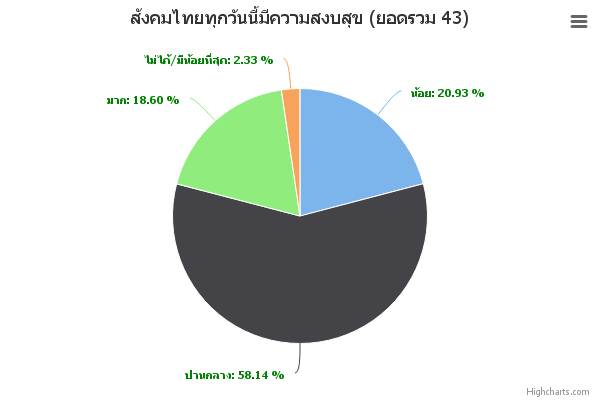 สังคมไทยทุกวันนี้มีความสงบสุข (ยอดรวม 43)
ไม่ได้/มีน้อยที่สุด: 2.33 %
น้อย: 20.93 %
มาก: 18.60 %
ปานกลาง: 58.14 %
Highcharts.com